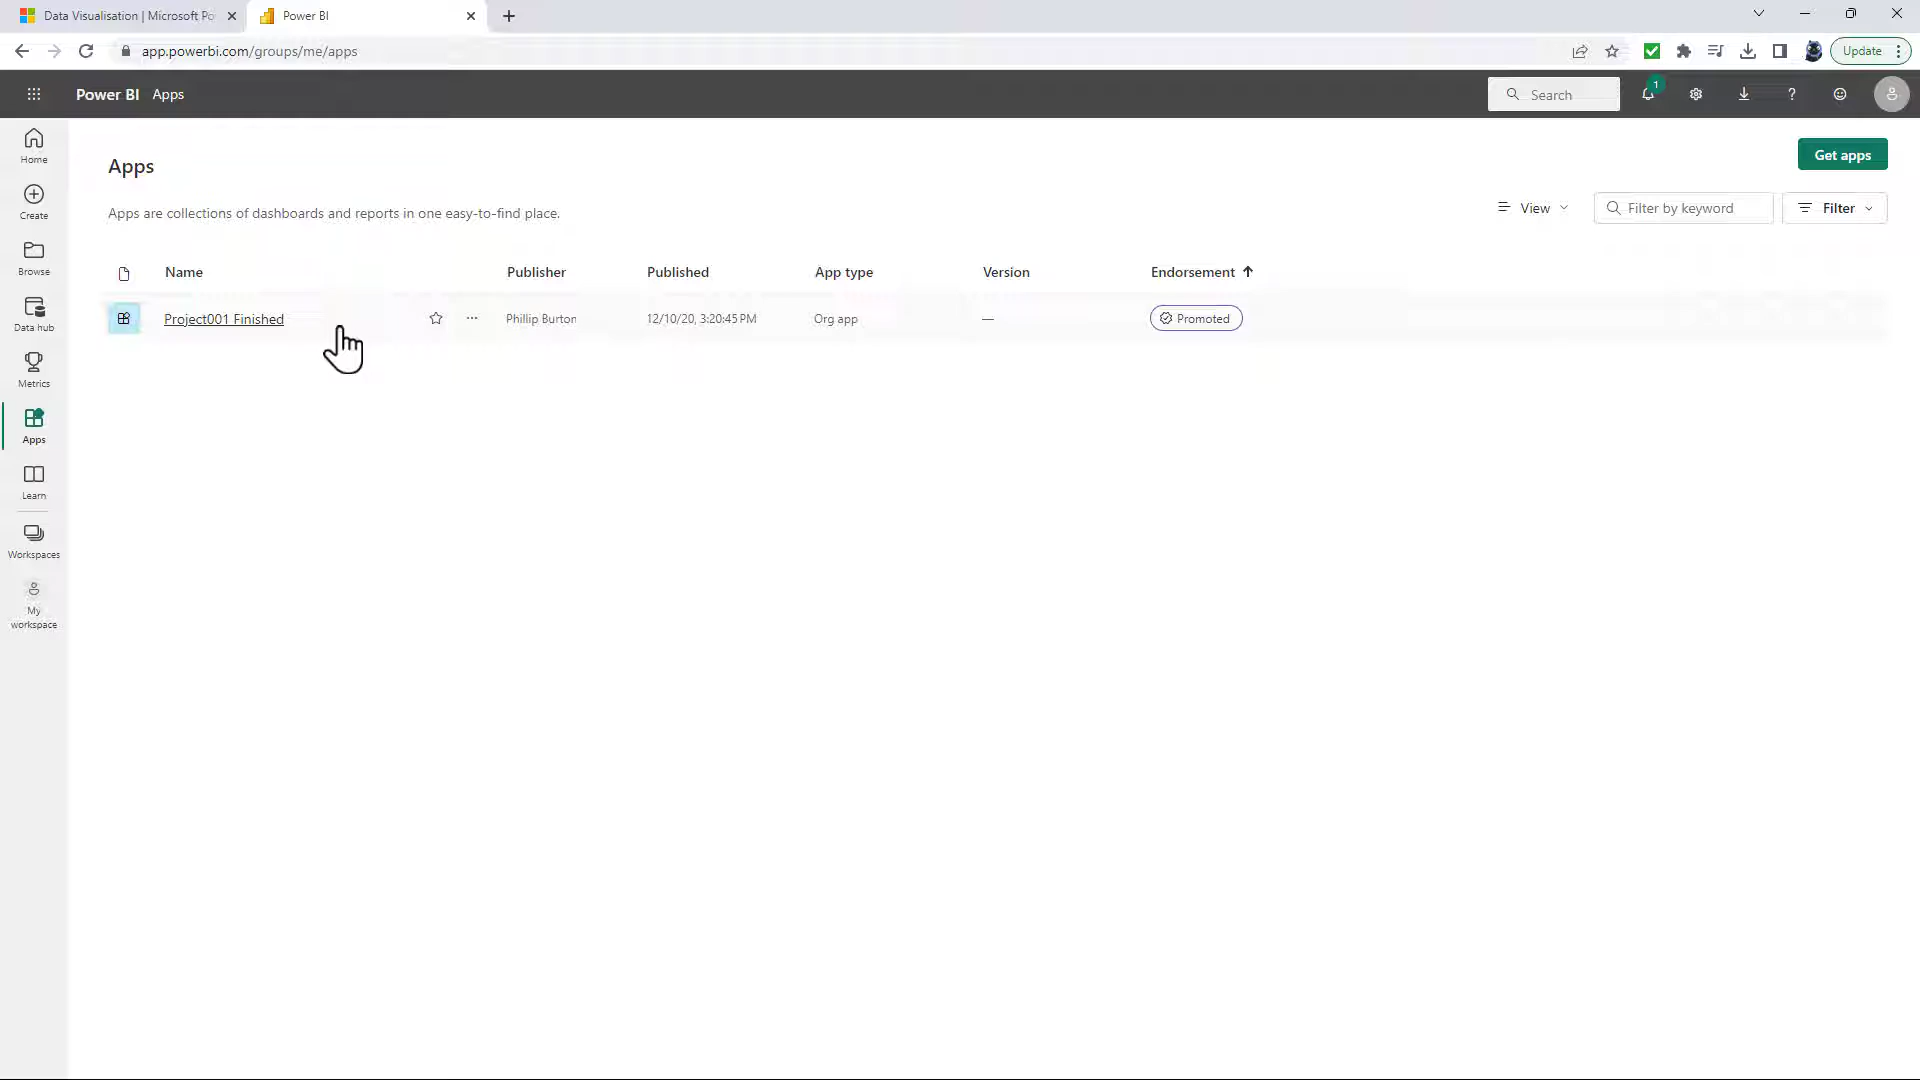 Data Visualisation | Microsoft Po
Power BI
app.powerbi.com/groups/me/apps
Update
Power BI Apps
Search
1
?
Home
Create
Browse
Data hub
Metrics
Apps
Learn
Workspaces
My
workspace
Apps
Get apps
Apps are collections of dashboards and reports in one easy-to-find place.
View
Filter by keyword
Filter
Name Publisher Published App type Version Endorsement
Project001 Finished Phillip Burton 12/10/20, 3:20:45 PM Org app — Promoted